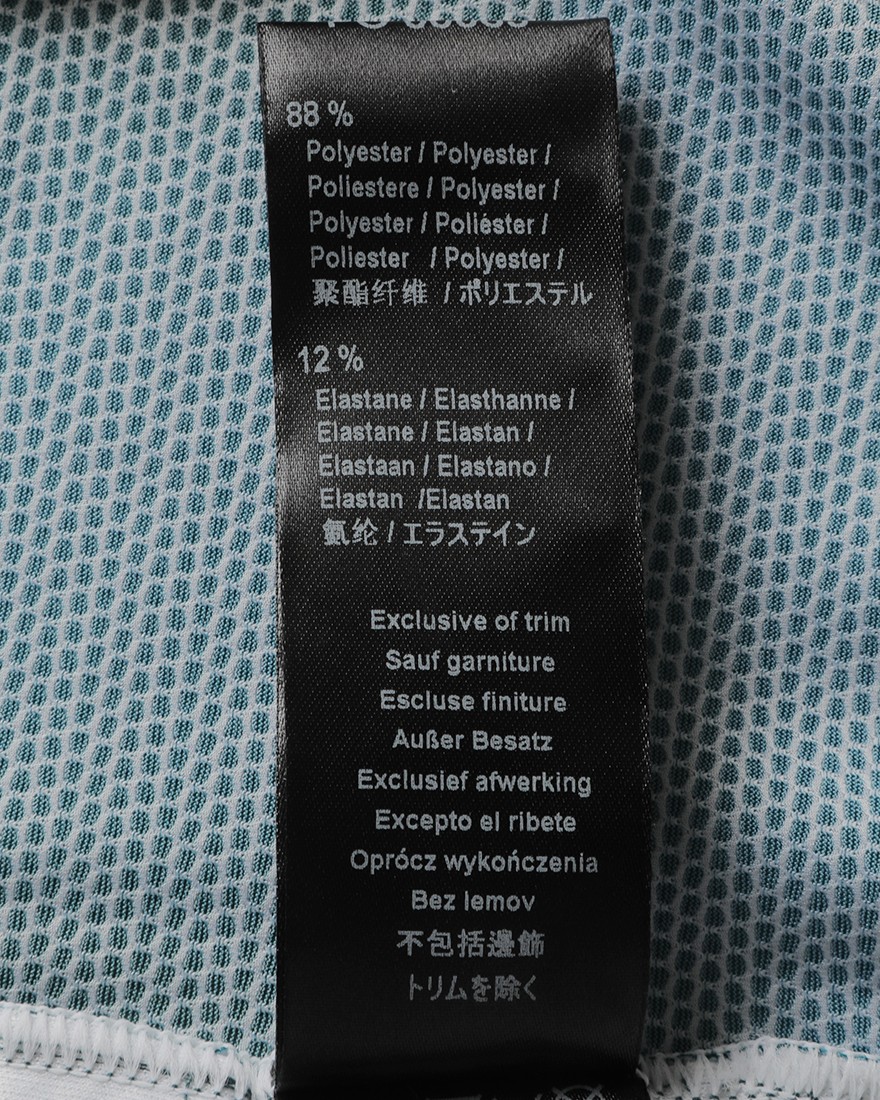 88 %
Polyester / Polyester /
Poliestere / Polyester /
Polyester / Poliéster /
Poliester / Polyester /
聚酯纤维 / ポリエステル
12 %
Elastane / Elasthanne /
Elastane / Elastan /
Elastaan / Elastano /
Elastan /Elastan
氨纶 / エラステイン
Exclusive of trim
Sauf garniture
Escluse finiture
Außer Besatz
Exclusief afwerking
Excepto el ribete
Oprócz wykończenia
Bez lemov
不包括邊飾
トリムを除く